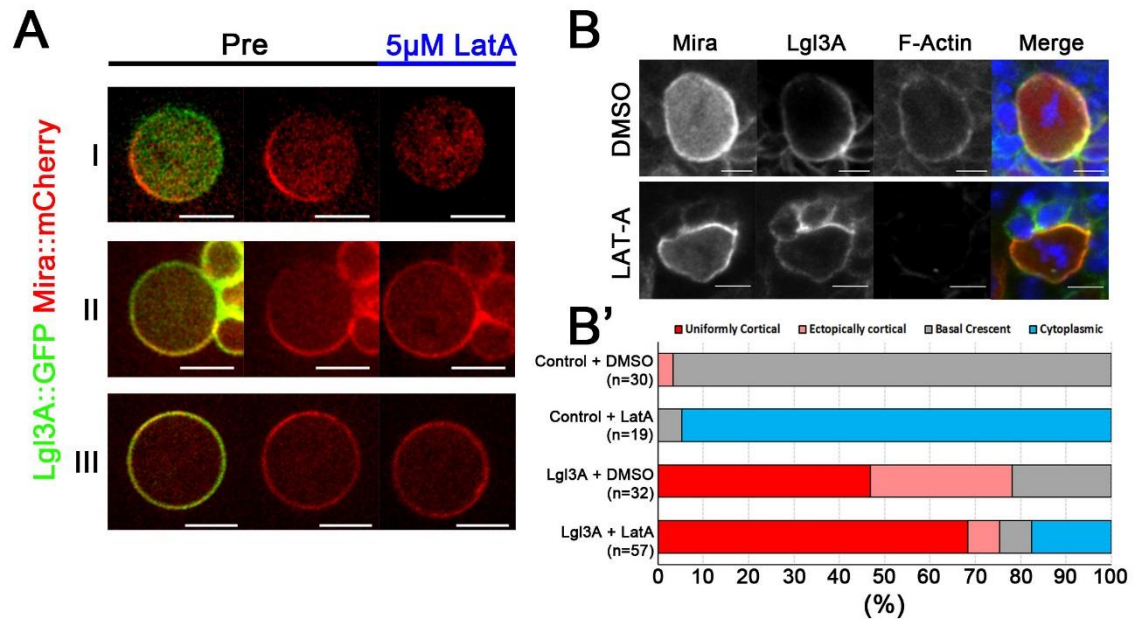 A
Pre
5µM LatA
Lgl3A::GFP Mira::mCherry
I
II
III
B
Mira Lgl3A F-Actin Merge
DMSO
LAT-A
B’
Uniformly Cortical Ectopically cortical Basal Crescent Cytoplasmic
Control + DMSO
(n=30)
Control + LatA
(n=19)
Lgl3A + DMSO
(n=32)
Lgl3A + LatA
(n=57)
0 10 20 30 40 50 60 70 80 90 100
(%)